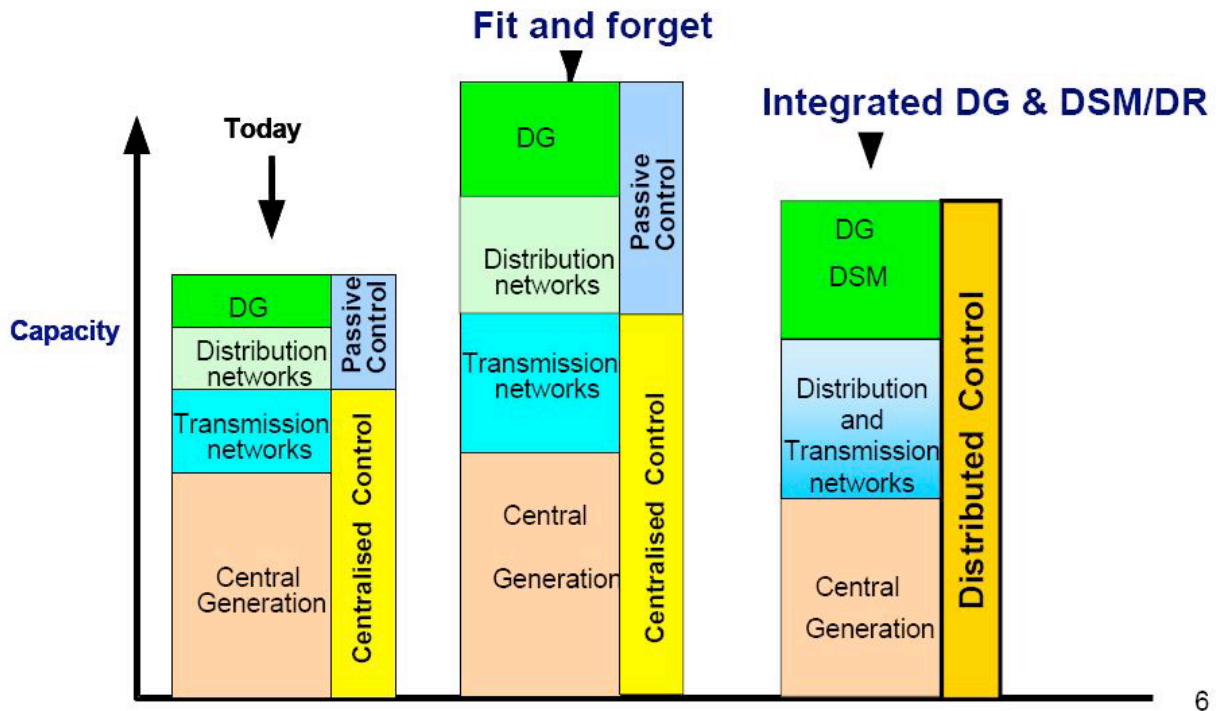 Fit and forget
Integrated DG & DSM/DR
Today
Capacity
DG
Distribution
networks
Transmission
networks
Central
Generation
Passive
Control
Centralised Control
DG
Distribution
networks
Transmission
networks
Central
Generation
Passive
Control
Centralised Control
DG
DSM
Distribution
and
Transmission
networks
Central
Generation
Distributed Control
6